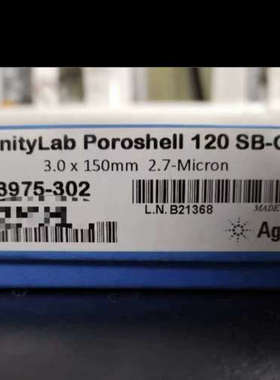 nityLab Poroshell 120 SB-C
3.0 x 150mm 2.7-Micron
3975-302
L.N. B21368
MADE
Ag